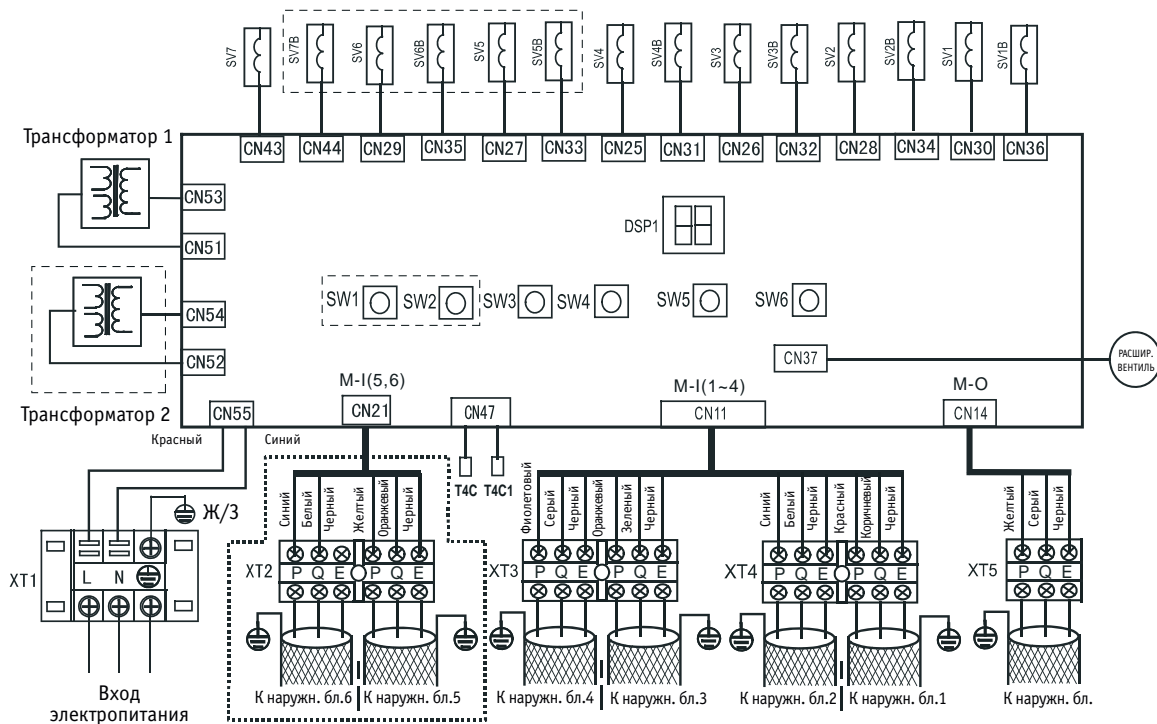 SV7
SV7B
SV6
SV6B
SV5
SV5B
SV4
SV4B
SV3
SV3B
SV2
SV2B
SV1
SV1B
Трансформатор 1
CN43
CN44
CN29
CN35
CN27
CN33
CN25
CN31
CN26
CN32
CN28
CN34
CN30
CN36
CN53
CN51
DSP1
SW1
SW2
SW3
SW4
SW5
SW6
CN54
CN52
CN37
РАСШИР.
ВЕНТИЛЬ
Трансформатор 2
M-I(5,6)
M-I(1~4)
M-O
CN55
CN21
CN47
CN11
CN14
Красный
Синий
T4C
T4C1
Ж/З
Синий
Белый
Черный
Желтый
Оранжевый
Черный
Фиолетовый
Серый
Черный
Оранжевый
Зеленый
Черный
Синий
Белый
Черный
Красный
Коричневый
Черный
Желтый
Серый
Черный
XT1
L N
XT2
P Q E P Q E
XT3
P Q E P Q E
XT4
P Q E P Q E
XT5
P Q E
Вход
электропитания
К наружн. бл.6
К наружн. бл.5
К наружн. бл.4
К наружн. бл.3
К наружн. бл.2
К наружн. бл.1
К наружн. бл.